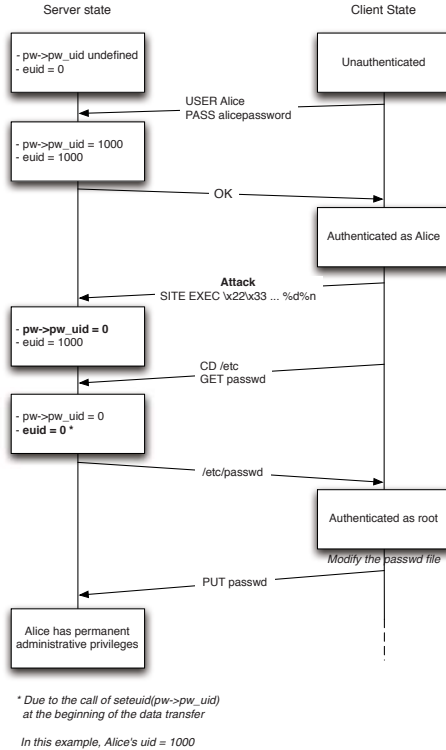 Server state
Client State
- pw->pw_uid undefined
- euid = 0
Unauthenticated
USER Alice
PASS alicepassword
- pw->pw_uid = 1000
- euid = 1000
OK
Authenticated as Alice
Attack
SITE EXEC \x22\x33 ... %d%n
- pw->pw_uid = 0
- euid = 1000
CD /etc
GET passwd
- pw->pw_uid = 0
- euid = 0 *
/etc/passwd
Authenticated as root
Modify the passwd file
PUT passwd
Alice has permanent
administrative privileges
* Due to the call of seteuid(pw->pw_uid)
at the beginning of the data transfer
In this example, Alice's uid = 1000